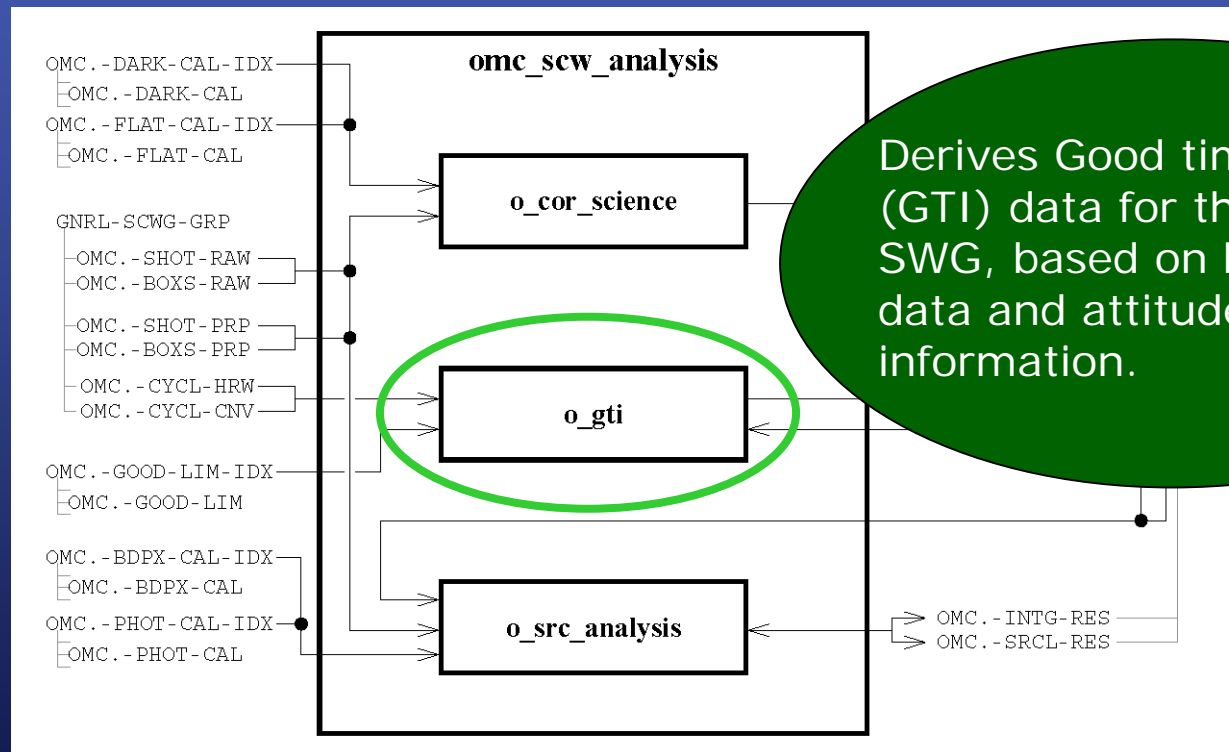 omc_scw_analysis
OMC.-DARK-CAL-IDX
OMC.-DARK-CAL
OMC.-FLAT-CAL-IDX
OMC.-FLAT-CAL
GNRL-SCWG-GRP
OMC.-SHOT-RAW
OMC.-BOXS-RAW
OMC.-SHOT-PRP
OMC.-BOXS-PRP
OMC.-CYCL-HRW
OMC.-CYCL-CNV
OMC.-GOOD-LIM-IDX
OMC.-GOOD-LIM
OMC.-BDPX-CAL-IDX
OMC.-BDPX-CAL
OMC.-PHOT-CAL-IDX
OMC.-PHOT-CAL
o_cor_science
o_gti
o_src_analysis
Derives Good
(GTI) data for
SWG, based on
data and attitude
information.
OMC.-INTG-RES
OMC.-SRCL-RES